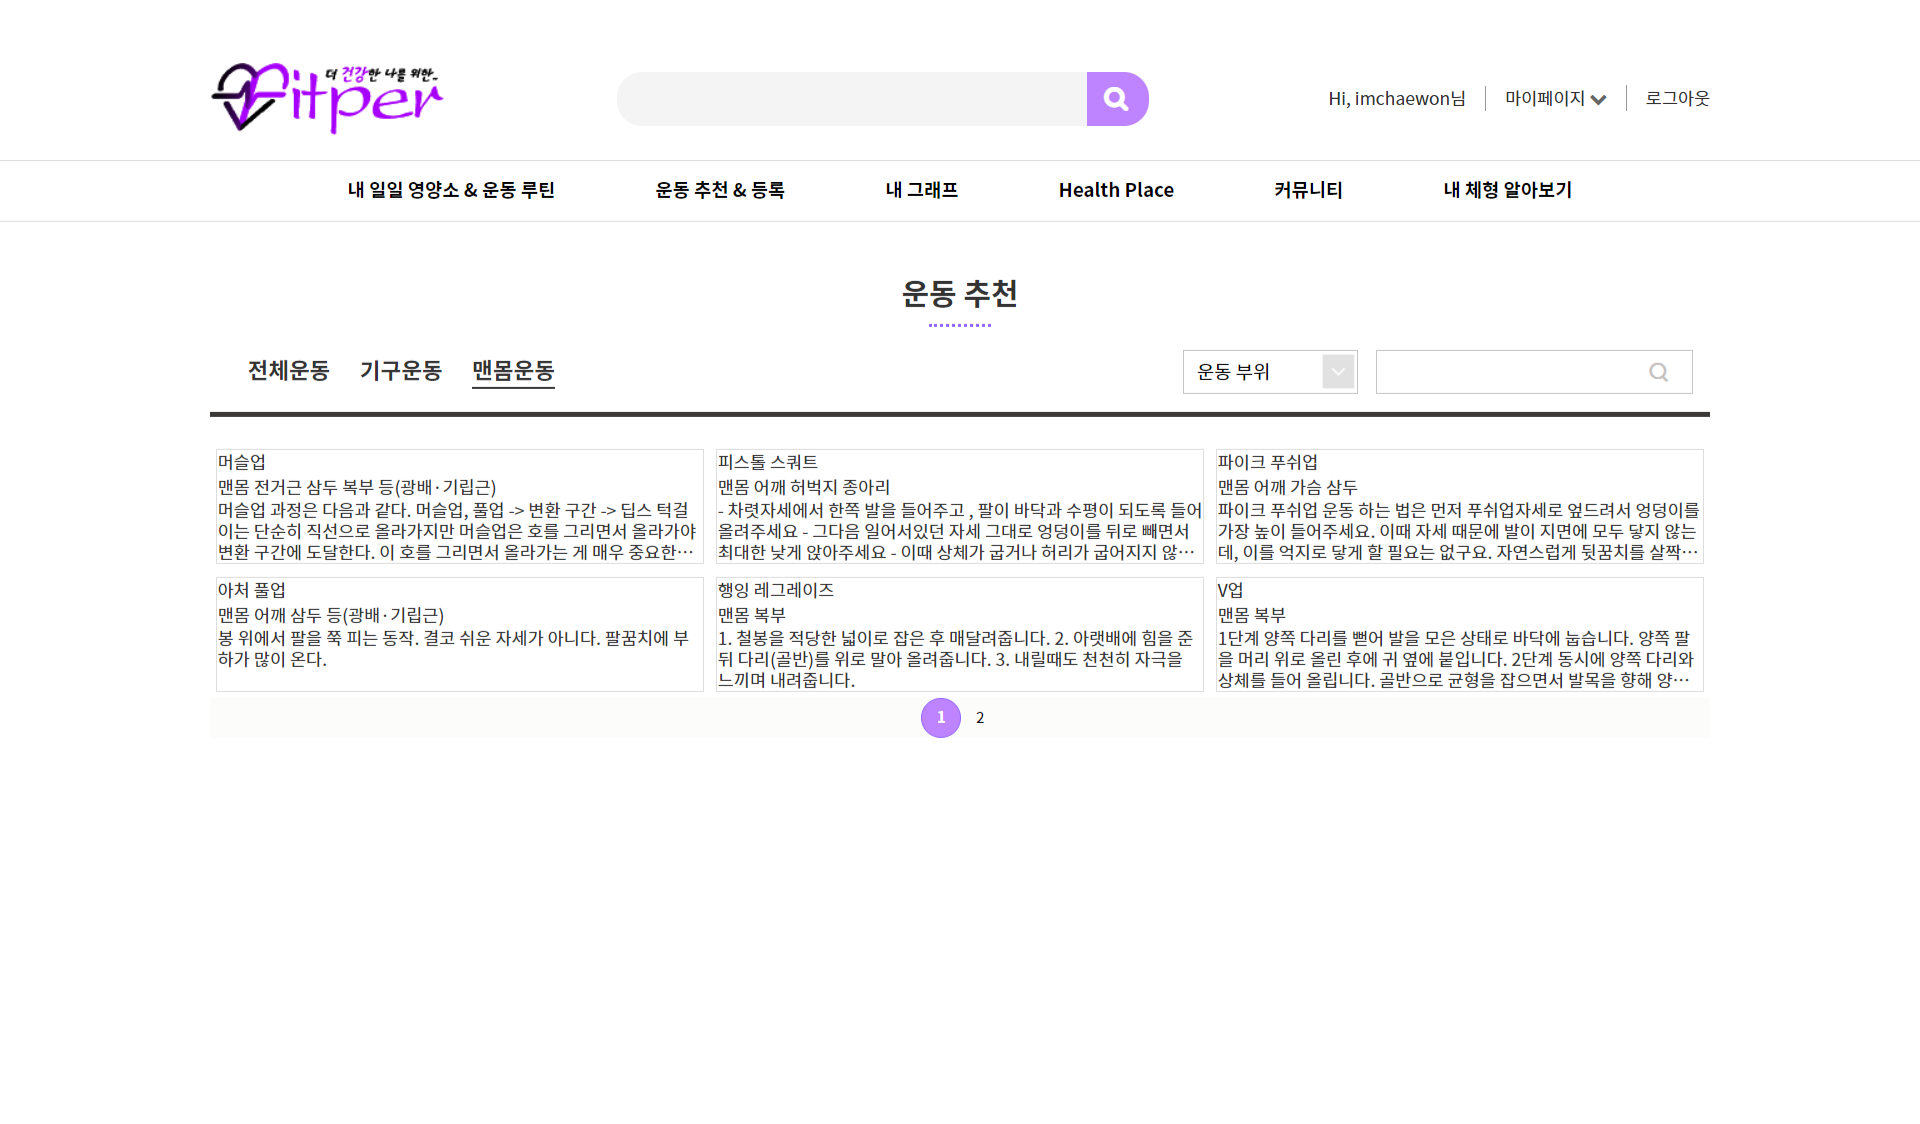 더 건강한 나를 위한..
Fitper
Hi, imchaewon님
마이페이지
로그아웃
내 일일 영양소 & 운동 루틴
운동 추천 & 등록
내 그래프
Health Place
커뮤니티
내 체형 알아보기
운동 추천
전체운동
기구운동
맨몸운동
운동 부위
머슬업
맨몸 전거근 삼두 복부 등(광배·기립근)
머슬업 과정은 다음과 같다. 머슬업, 풀업 -> 변환 구간 -> 딥스 턱걸
이는 단순히 직선으로 올라가지만 머슬업은 호를 그리면서 올라가야
변환 구간에 도달한다. 이 호를 그리면서 올라가는 게 매우 중요한…
피스톨 스쿼트
맨몸 어깨 허벅지 종아리
- 차렷자세에서 한쪽 발을 들어주고 , 팔이 바닥과 수평이 되도록 들어
올려주세요 - 그다음 일어서있던 자세 그대로 엉덩이를 뒤로 빼면서
최대한 낮게 앉아주세요 - 이때 상체가 굽거나 허리가 굽어지지 않…
파이크 푸쉬업
맨몸 어깨 가슴 삼두
파이크 푸쉬업 운동 하는 법은 먼저 푸쉬업자세로 엎드려서 엉덩이를
가장 높이 들어주세요. 이때 자세 때문에 발이 지면에 모두 닿지 않는
데, 이를 억지로 닿게 할 필요는 없구요. 자연스럽게 뒷꿈치를 살짝…
아처 풀업
맨몸 어깨 삼두 등(광배·기립근)
봉 위에서 팔을 쭉 피는 동작. 결코 쉬운 자세가 아니다. 팔꿈치에 부
하가 많이 온다.
행잉 레그레이즈
맨몸 복부
1. 철봉을 적당한 넓이로 잡은 후 매달려줍니다. 2. 아랫배에 힘을 준
뒤 다리(골반)를 위로 말아 올려줍니다. 3. 내릴때도 천천히 자극을
느끼며 내려줍니다.
V업
맨몸 복부
1단계 양쪽 다리를 뻗어 발을 모은 상태로 바닥에 눕습니다. 양쪽 팔
을 머리 위로 올린 후에 귀 옆에 붙입니다. 2단계 동시에 양쪽 다리와
상체를 들어 올립니다. 골반으로 균형을 잡으면서 발목을 향해 양…
1
2